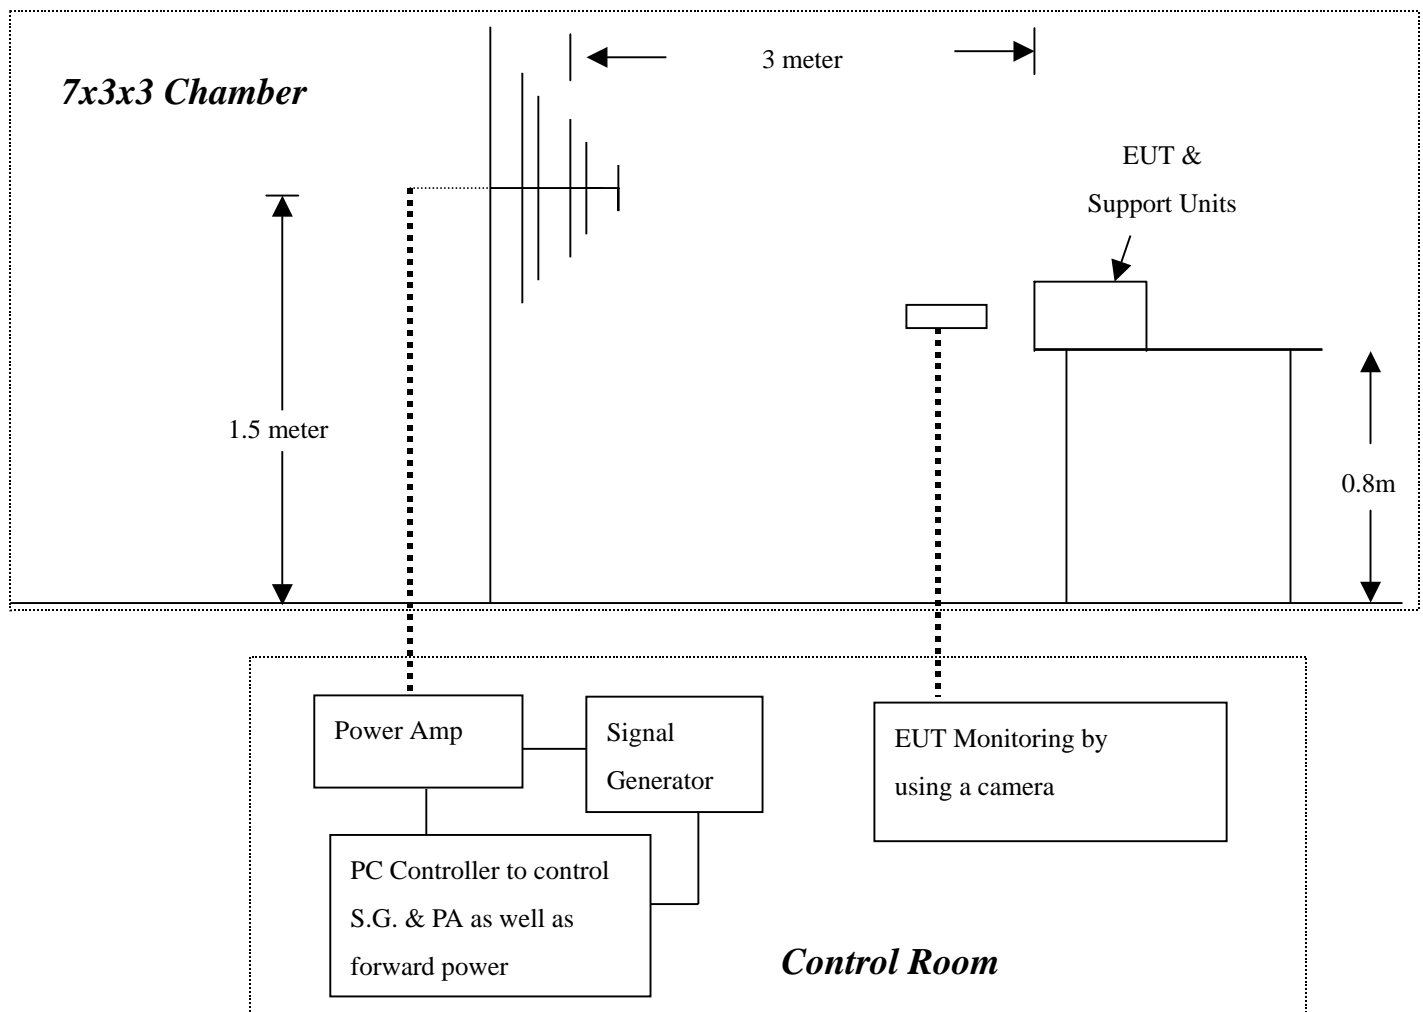 3 meter
7x3x3 Chamber
EUT &
Support Units
1.5 meter
0.8m
Power Amp
Signal
Generator
EUT Monitoring by
using a camera
PC Controller to control
S.G. & PA as well as
forward power
Control Room